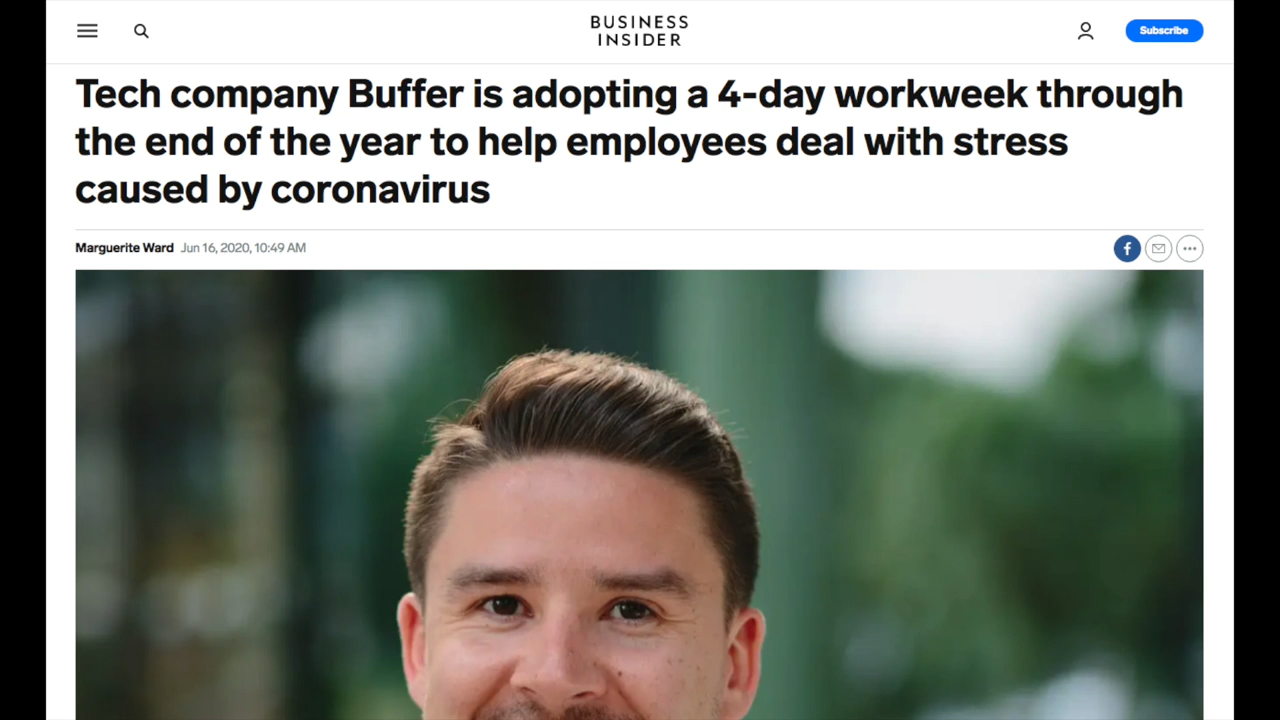 BUSINESS
INSIDER
Subscribe
Tech company Buffer is adopting a 4-day workweek through
the end of the year to help employees deal with stress
caused by coronavirus
Marguerite Ward Jun 16, 2020, 10:49 AM